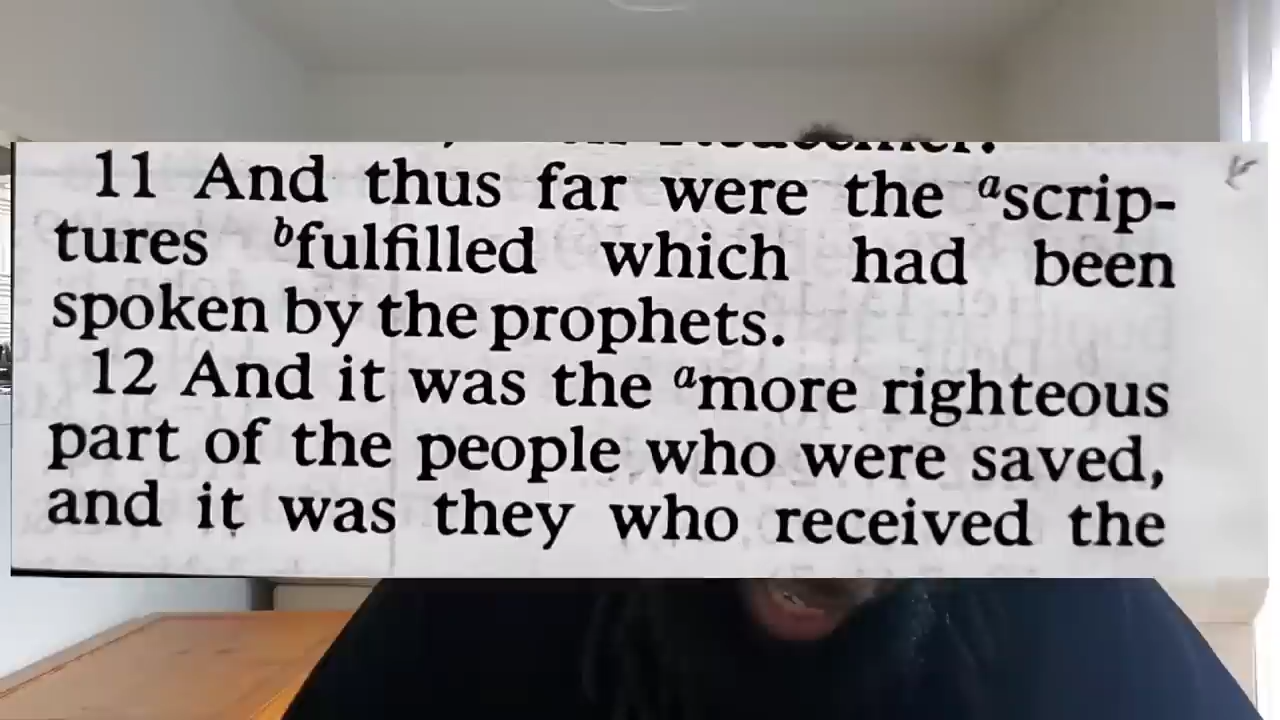 11 And thus far were the ᵃscrip-
tures ᵇfulfilled which had been
spoken by the prophets.
12 And it was the ᵃmore righteous
part of the people who were saved,
and it was they who received the